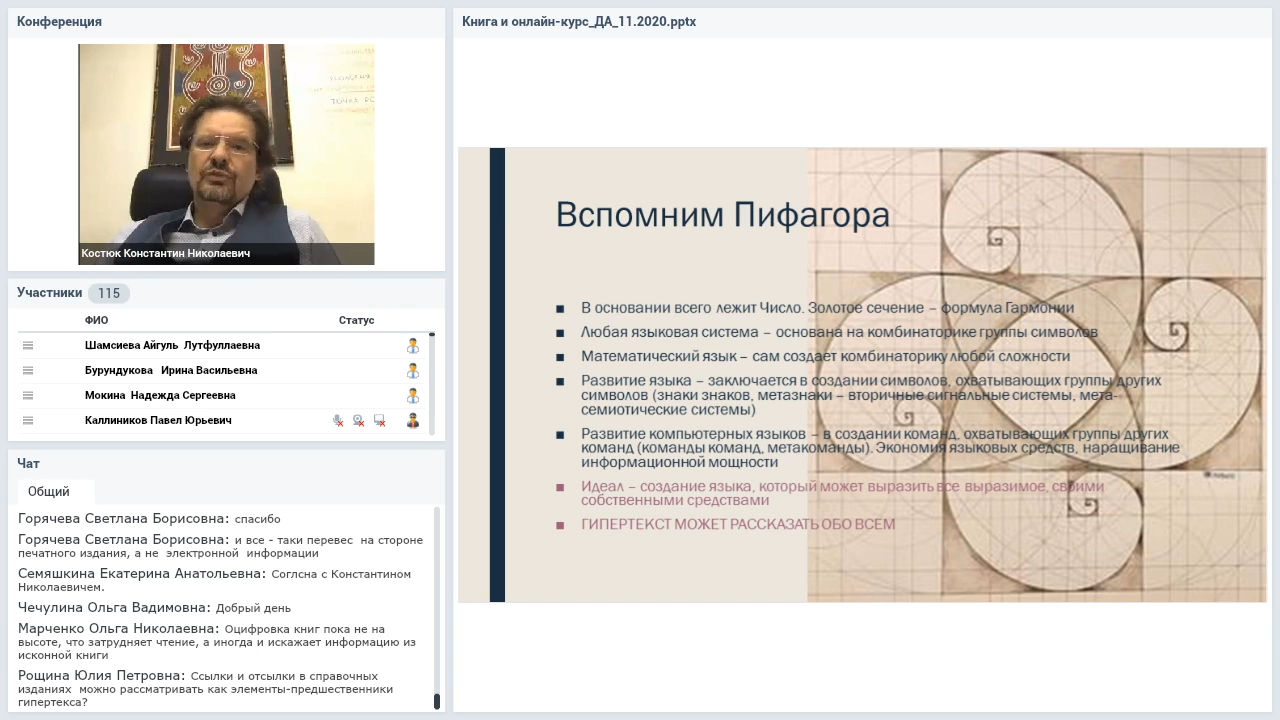 Конференция
Костюк Константин Николаевич
Участники 115
ФИО Статус
Шамсиева Айгуль Лутфуллаевна
Бурундукова Ирина Васильевна
Мокина Надежда Сергеевна
Каллиников Павел Юрьевич
Чат
Общий
Горячева Светлана Борисовна: спасибо
Горячева Светлана Борисовна: и все - таки перевес на стороне
печатного издания, а не электронной информации
Семяшкина Екатерина Анатольевна: Соглсна с Константином
Николаевичем.
Чечулина Ольга Вадимовна: Добрый день
Марченко Ольга Николаевна: Оцифровка книг пока не на
высоте, что затрудняет чтение, а иногда и искажает информацию из
исконной книги
Рощина Юлия Петровна: Ссылки и отсылки в справочных
изданиях можно рассматривать как элементы-предшественники
гипертекса?
Книга и онлайн-курс_ДА_11.2020.pptx
Вспомним Пифагора
■ В основании всего лежит Число. Золотое сечение – формула Гармонии
■ Любая языковая система – основана на комбинаторике группы символов
■ Математический язык – сам создает комбинаторику любой сложности
■ Развитие языка – заключается в создании символов, охватывающих группы других
символов (знаки знаков, метазнаки – вторичные сигнальные системы, мета-
семиотические системы)
■ Развитие компьютерных языков – в создании команд, охватывающих группы других
команд (команды команд, метакоманды). Экономия языковых средств, наращивание
информационной мощности
■ Идеал – создание языка, который может выразить все выразимое, своими
собственными средствами
■ ГИПЕРТЕКСТ МОЖЕТ РАССКАЗАТЬ ОБО ВСЕМ